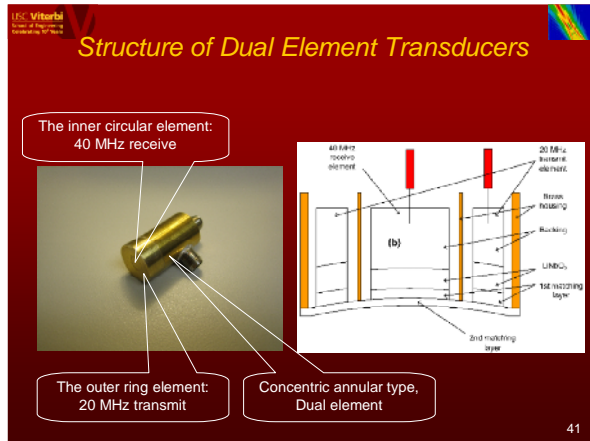 USC Viterbi
School of Engineering
Structure of Dual Element Transducers
The inner circular element:
40 MHz receive
40 MHz
receive
element
20 MHz
transmit
element
Brass
housing
Backing
(b)
LiNbO3
1st matching
layer
2nd matching
layer
The outer ring element:
20 MHz transmit
Concentric annular type,
Dual element
41